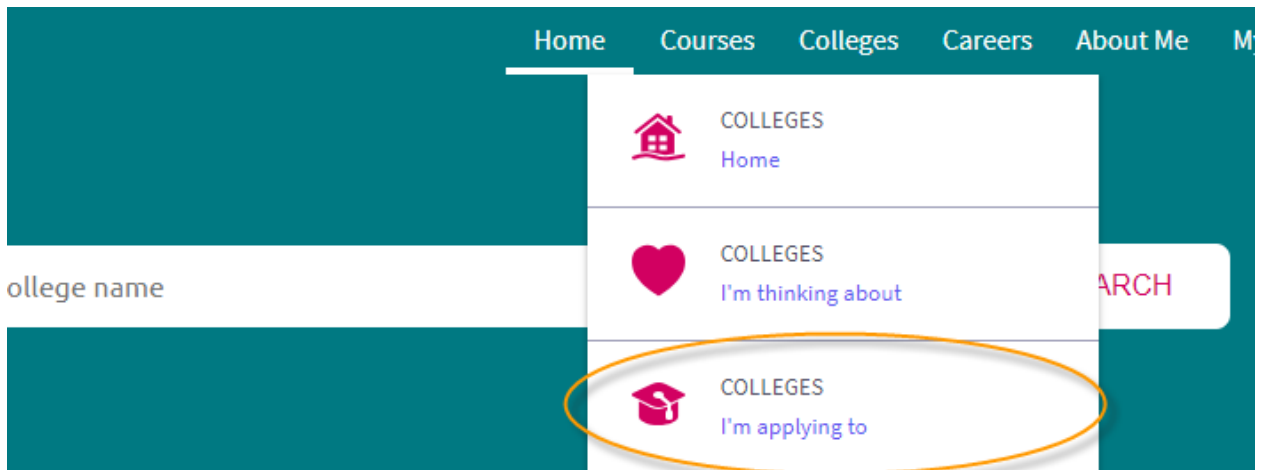 Home Courses Colleges Careers About Me
COLLEGES
Home
COLLEGES
I'm thinking about
ollege name
ARCH
COLLEGES
I'm applying to